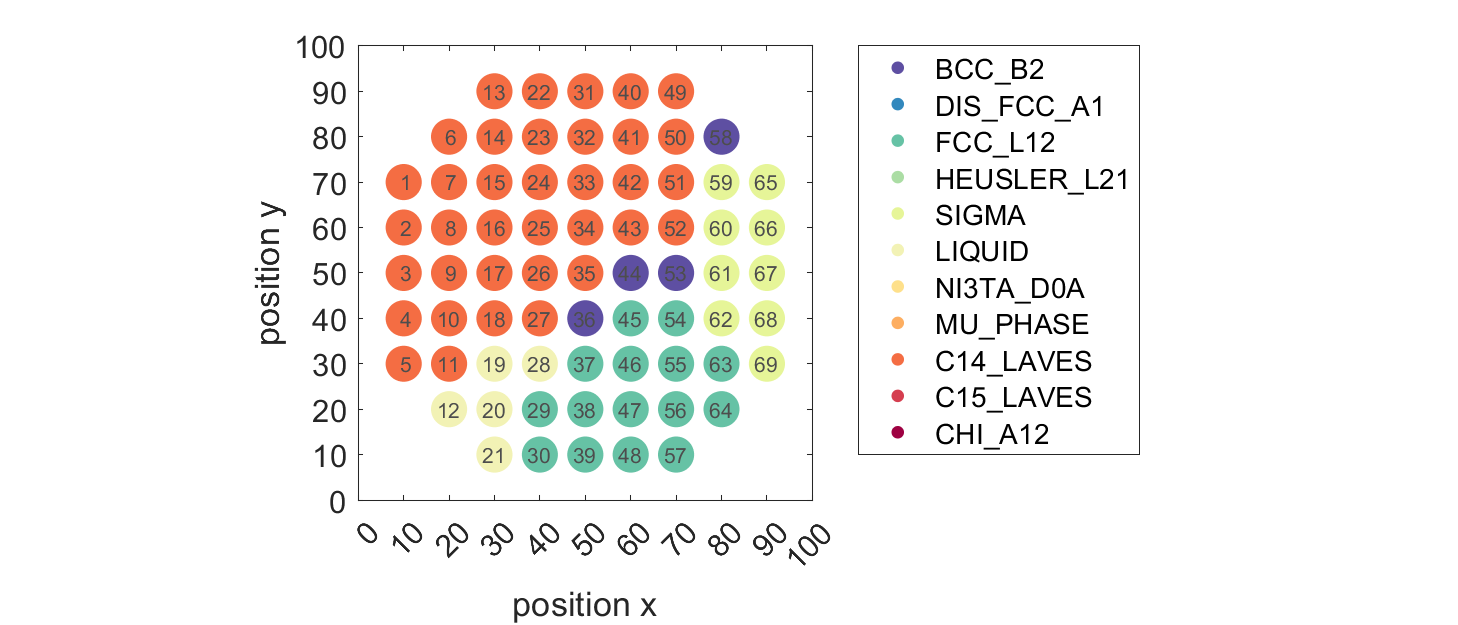 100
90
80
70
60
50
40
30
20
10
0
position y
13 22 31 40 49
6 14 23 32 41 50 58
1 7 15 24 33 42 51 59 65
2 8 16 25 34 43 52 60 66
3 9 17 26 35 44 53 61 67
4 10 18 27 36 45 54 62 68
5 11 19 28 37 46 55 63 69
12 20 29 38 47 56 64
21 30 39 48 57
0 10 20 30 40 50 60 70 80 90 100
position x
BCC_B2
DIS_FCC_A1
FCC_L12
HEUSLER_L21
SIGMA
LIQUID
NI3TA_D0A
MU_PHASE
C14_LAVES
C15_LAVES
CHI_A12